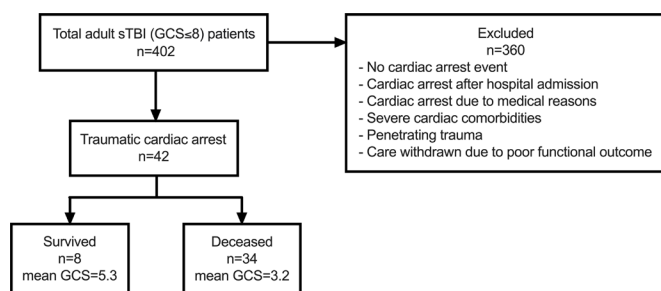 Total adult sTBI (GCS≤8) patients
n=402
Excluded
n=360
- No cardiac arrest event
- Cardiac arrest after hospital admission
- Cardiac arrest due to medical reasons
- Severe cardiac comorbidities
- Penetrating trauma
- Care withdrawn due to poor functional outcome
Traumatic cardiac arrest
n=42
Survived
n=8
mean GCS=5.3
Deceased
n=34
mean GCS=3.2